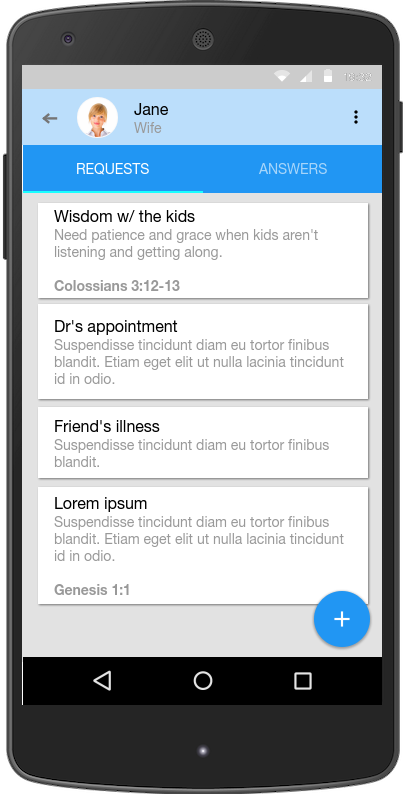 Jane
Wife
REQUESTS
ANSWERS
Wisdom w/ the kids
Need patience and grace when kids aren't
listening and getting along.
Colossians 3:12-13
Dr's appointment
Suspendisse tincidunt diam eu tortor finibus
blandit. Etiam eget elit ut nulla lacinia tincidunt
id in odio.
Friend's illness
Suspendisse tincidunt diam eu tortor finibus
blandit.
Lorem ipsum
Suspendisse tincidunt diam eu tortor finibus
blandit. Etiam eget elit ut nulla lacinia tincidunt
id in odio.
Genesis 1:1